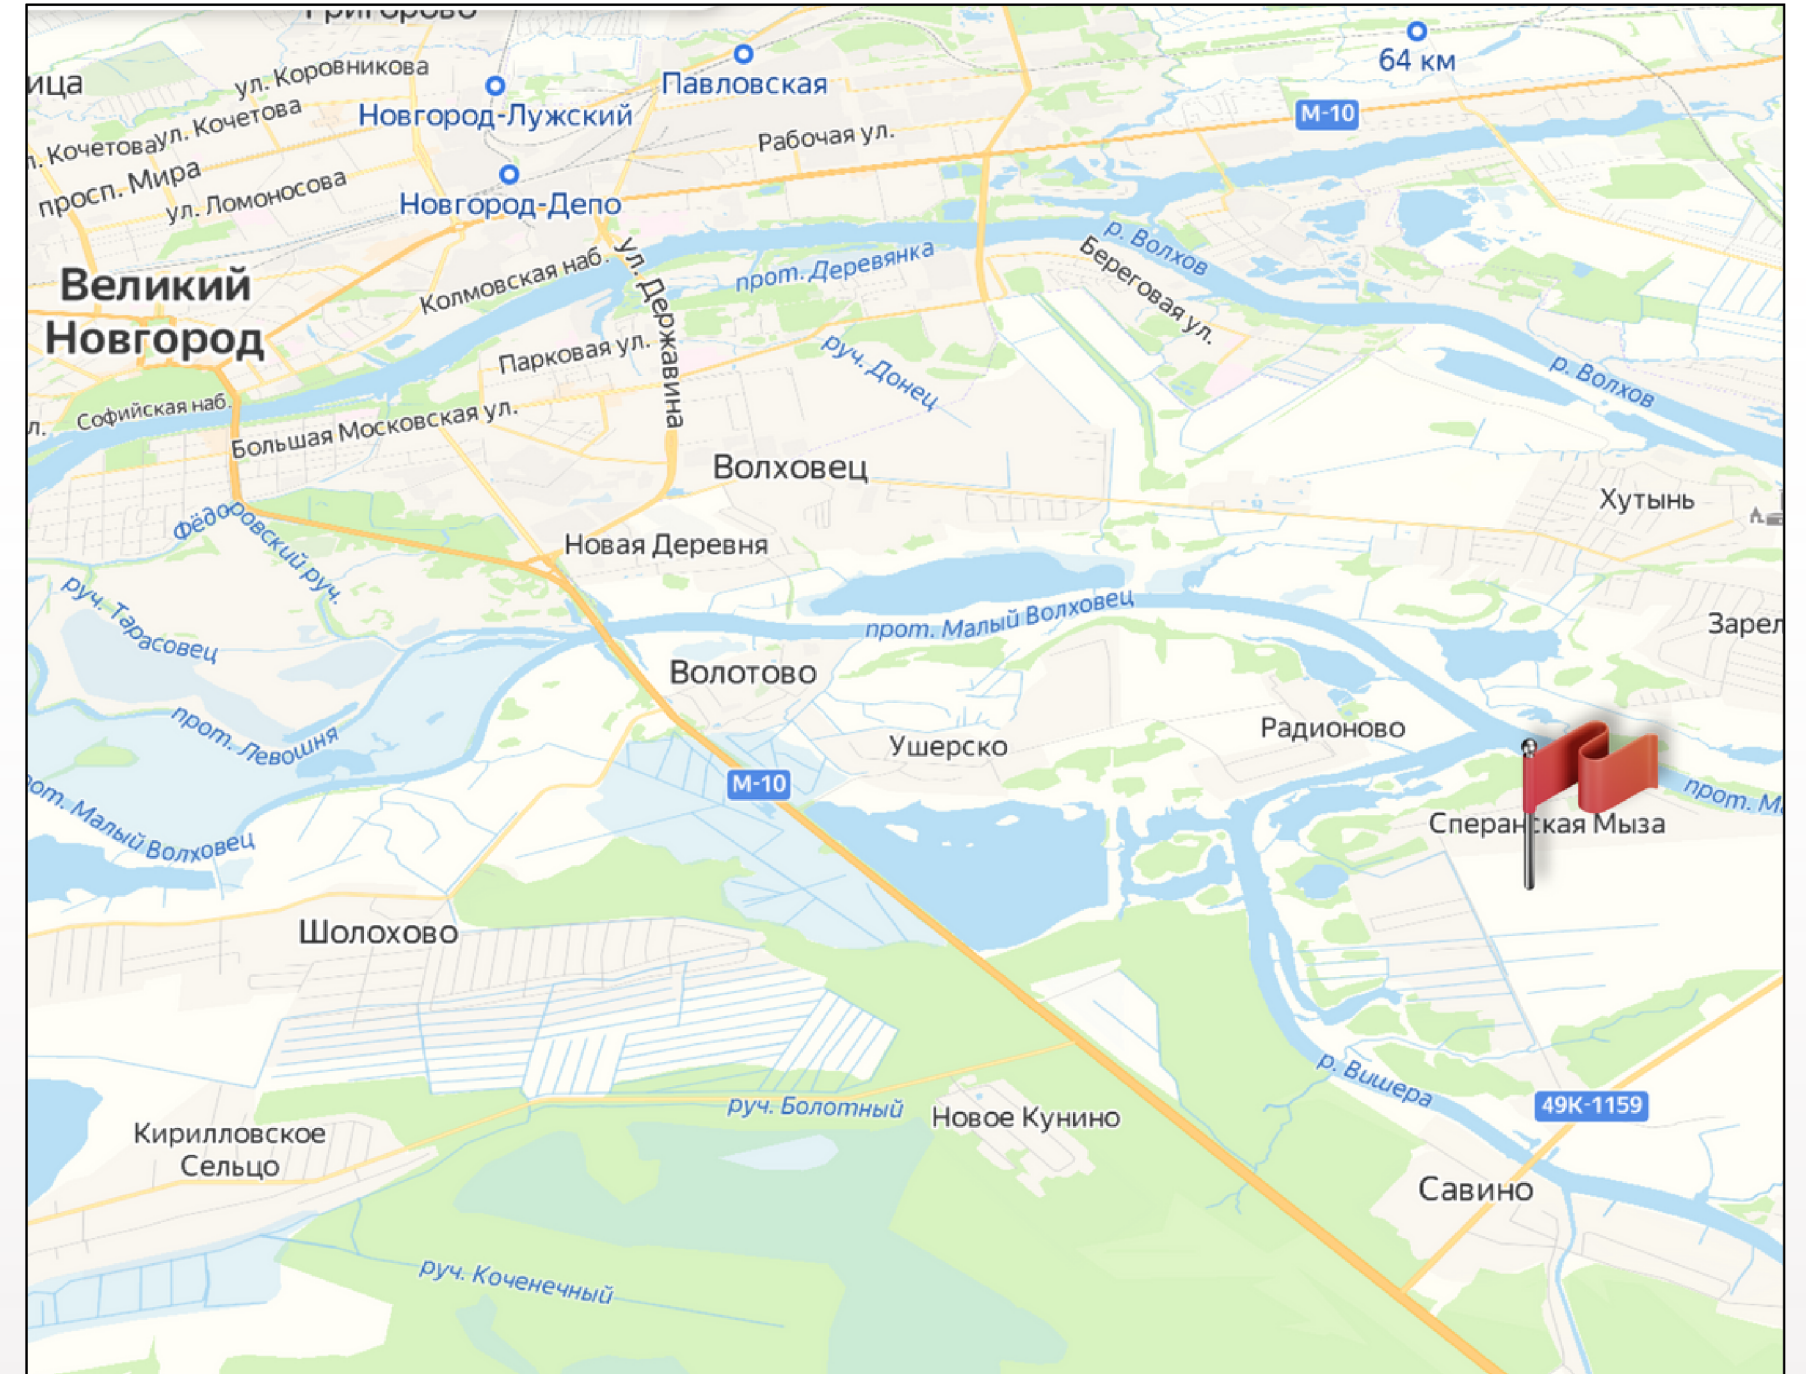 Григорово
64 км
ица
ул. Коровникова
Павловская
Новгород-Лужский
М-10
ул. Кочетова
л. Кочетова
Рабочая ул.
просп. Мира
ул. Ломоносова
Новгород-Депо
р. Волхов
Береговая ул.
Великий
Новгород
Колмовская наб.
ул. Державина
прот. Деревянка
Парковая ул.
руч. Донец
р. Волхов
Софийская наб.
л.
Большая Московская ул.
Волховец
Хутынь
Фёдоровский руч.
Новая Деревня
руч. Тарасовец
прот. Малый Волховец
Зарел
Волотово
прот. Левошня
Ушерско
Радионово
М-10
прот. М
от. Малый Волховец
Сперанская Мыза
Шолохово
р. Вишера
руч. Болотный
Новое Кунино
49К-1159
Кирилловское
Сельцо
Савино
руч. Коченечный